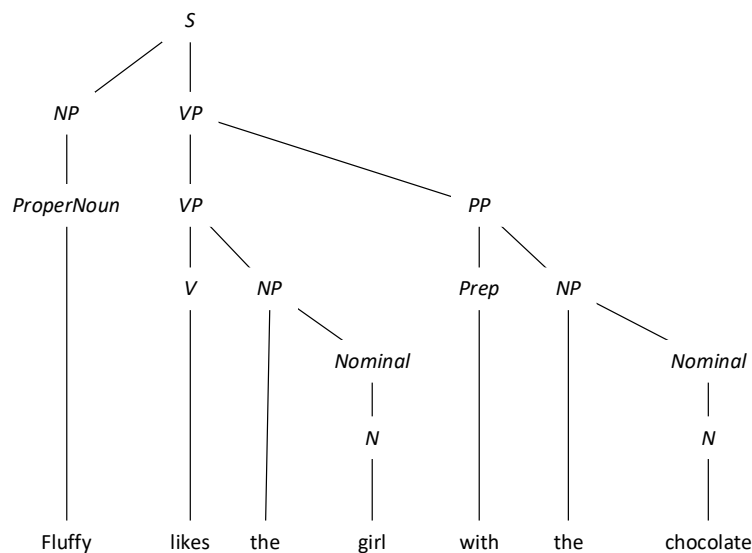 S
NP VP
ProperNoun VP PP
V NP Prep NP
Nominal Nominal
N N
Fluffy likes the girl with the chocolate